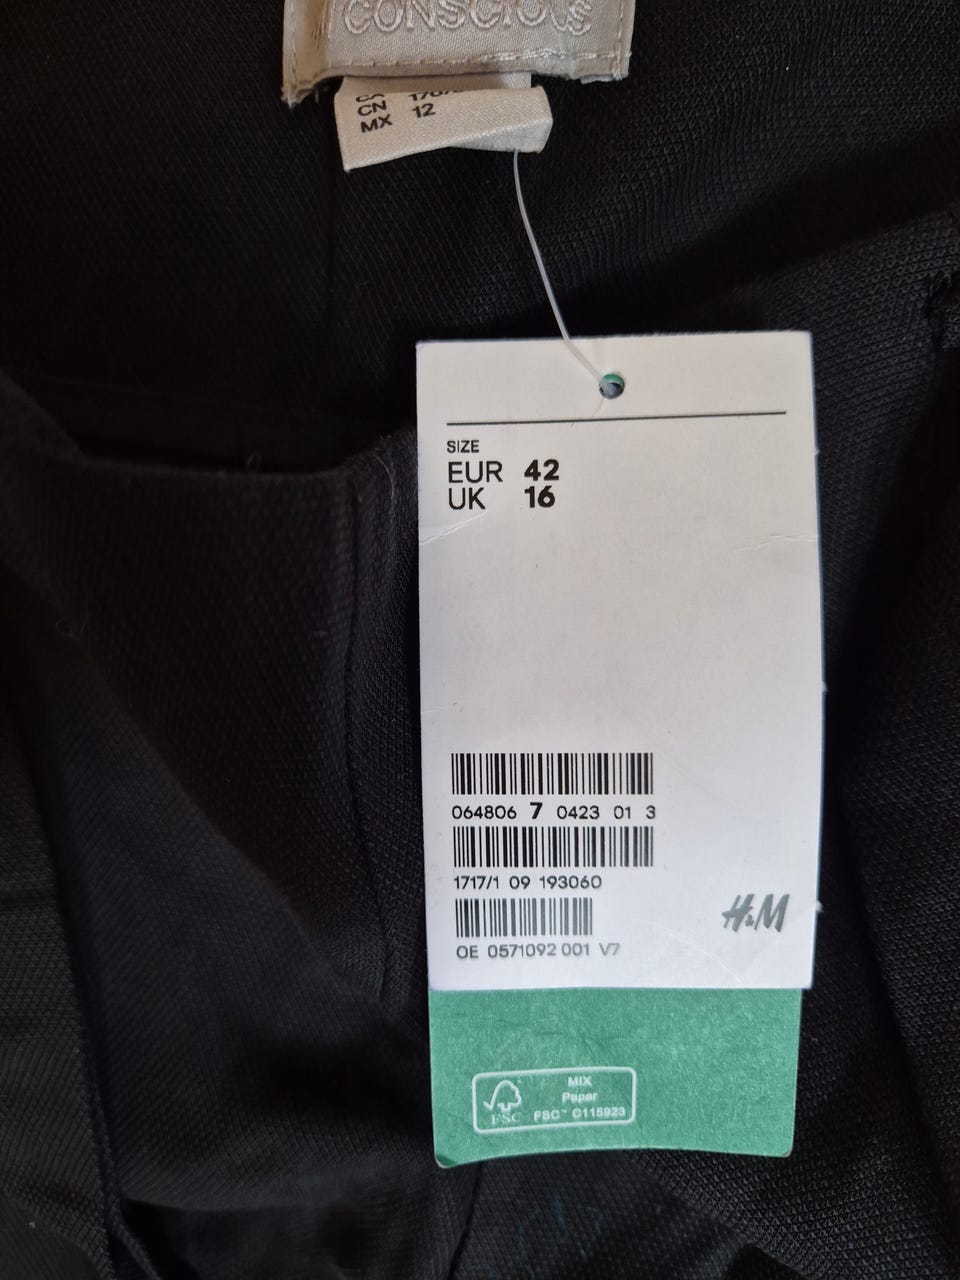 CONSCIOUS
CN
MX 12
SIZE
EUR 42
UK 16
064806 7 0423 01 3
1717/1 09 193060
H&M
OE 0571092 001 V7
MIX
Paper
FSC™ C115923
FSC